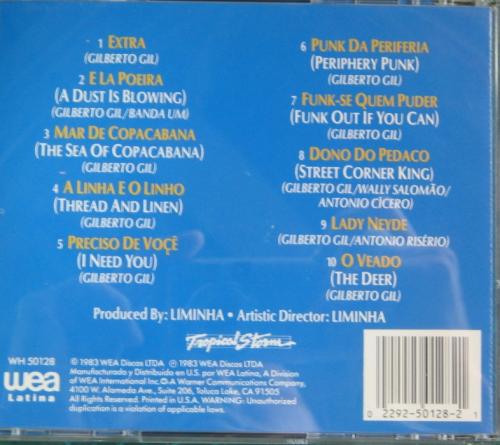 1 EXTRA
(GILBERTO GIL)
2 E LA POEIRA
(A DUST IS BLOWING)
(GILBERTO GIL/BANDA UM)
3 MAR DE COPACABANA
(THE SEA OF COPACABANA)
(GILBERTO GIL)
4 A LINHA E O LINHO
(THREAD AND LINEN)
(GILBERTO GIL)
5 PRECISO DE VOÇÊ
(I NEED YOU)
(GILBERTO GIL)
6 PUNK DA PERIFERIA
(PERIPHERY PUNK)
(GILBERTO GIL)
7 FUNK-SE QUEM PUDER
(FUNK OUT IF YOU CAN)
(GILBERTO GIL)
8 DONO DO PEDACO
(STREET CORNER KING)
(GILBERTO GIL/WALLY SALOMÃO/
ANTONIO CÍCERO)
9 LADY NEYDE
(GILBERTO GIL/ANTONIO RISÉRIO)
10 O VEADO
(THE DEER)
(GILBERTO GIL)
Produced By: LIMINHA • Artistic Director: LIMINHA
Tropical Storm
WH 50128
wea
Latina
© 1983 WEA Discos LTDA ℗ 1983 WEA Discos LTDA
Manufacturado y Distribuido en U.S. por WEA Latina, A Division
of WEA International Inc. A Warner Communications Company,
4100 W. Alameda Ave., Suite 206, Toluca Lake, CA 91505
All Rights Reserved. Printed in U.S.A. WARNING: Unauthorized
duplication is a violation of applicable laws.
0 2292-50128-2 1